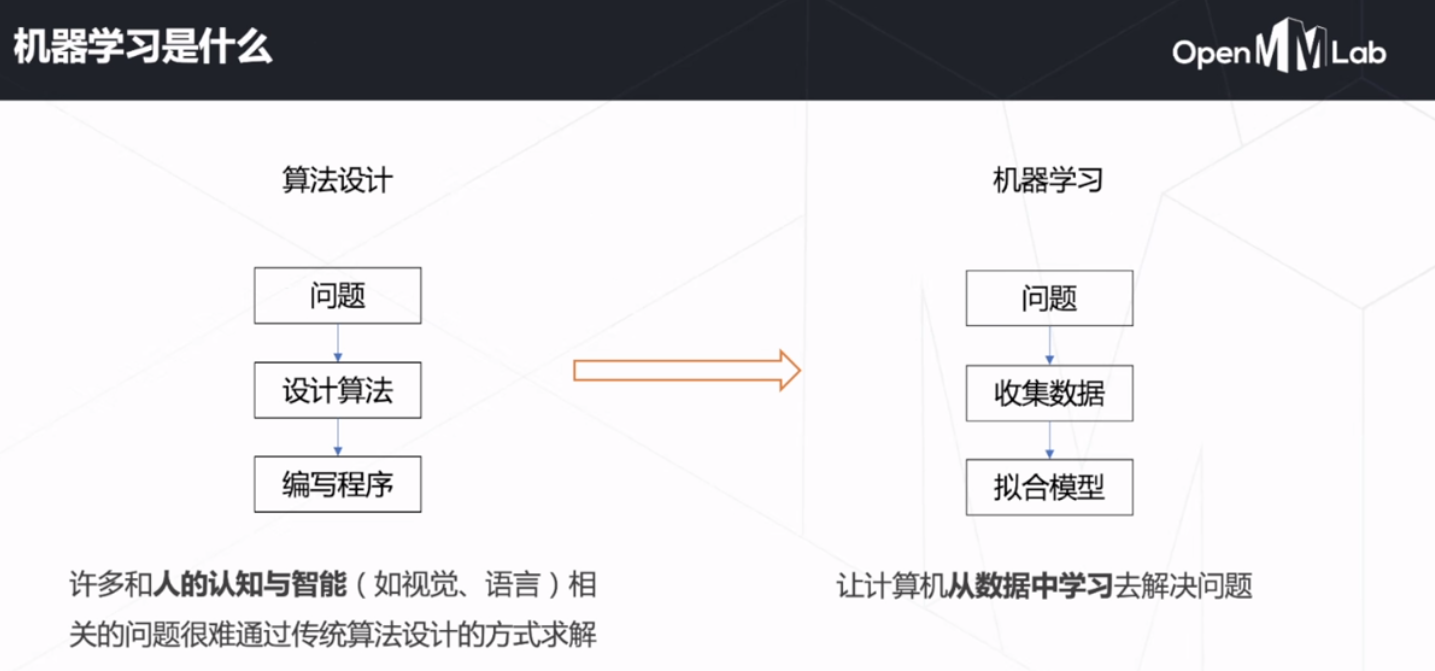 机器学习是什么
OpenMMLab
算法设计
问题
设计算法
编写程序
许多和人的认知与智能（如视觉、语言）相
关的问题很难通过传统算法设计的方式求解
机器学习
问题
收集数据
拟合模型
让计算机从数据中学习去解决问题